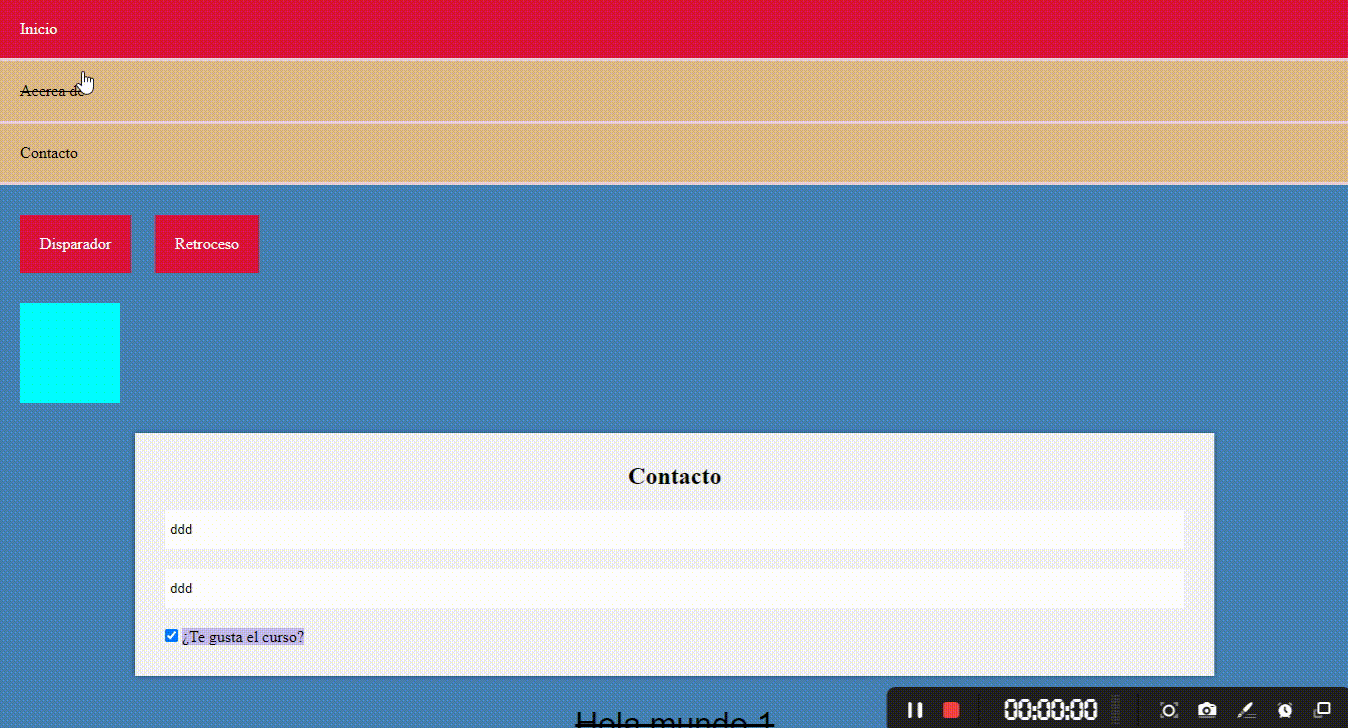 Inicio
Acerca de
Contacto
Disparador Retroceso
Contacto
ddd
ddd
¿Te gusta el curso?
Hola mundo 1
00:00:00